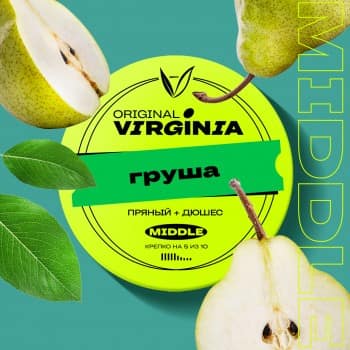 ORIGINAL
VIRGINIA
груша
ПРЯНЫЙ + ДЮШЕС
MIDDLE
КРЕПКО НА 5 ИЗ 10
MIDDLE